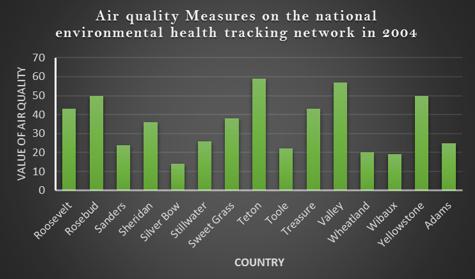 Air quality Measures on the national
environmental health tracking network in 2004
VALUE OF AIR QUALITY
70
60
50
40
30
20
10
0
Roosevelt
Rosebud
Sanders
Sheridan
Silver Bow
Stillwater
Sweet Grass
Teton
Toole
Treasure
Valley
Wheatland
Wibaux
Yellowstone
Adams
COUNTRY